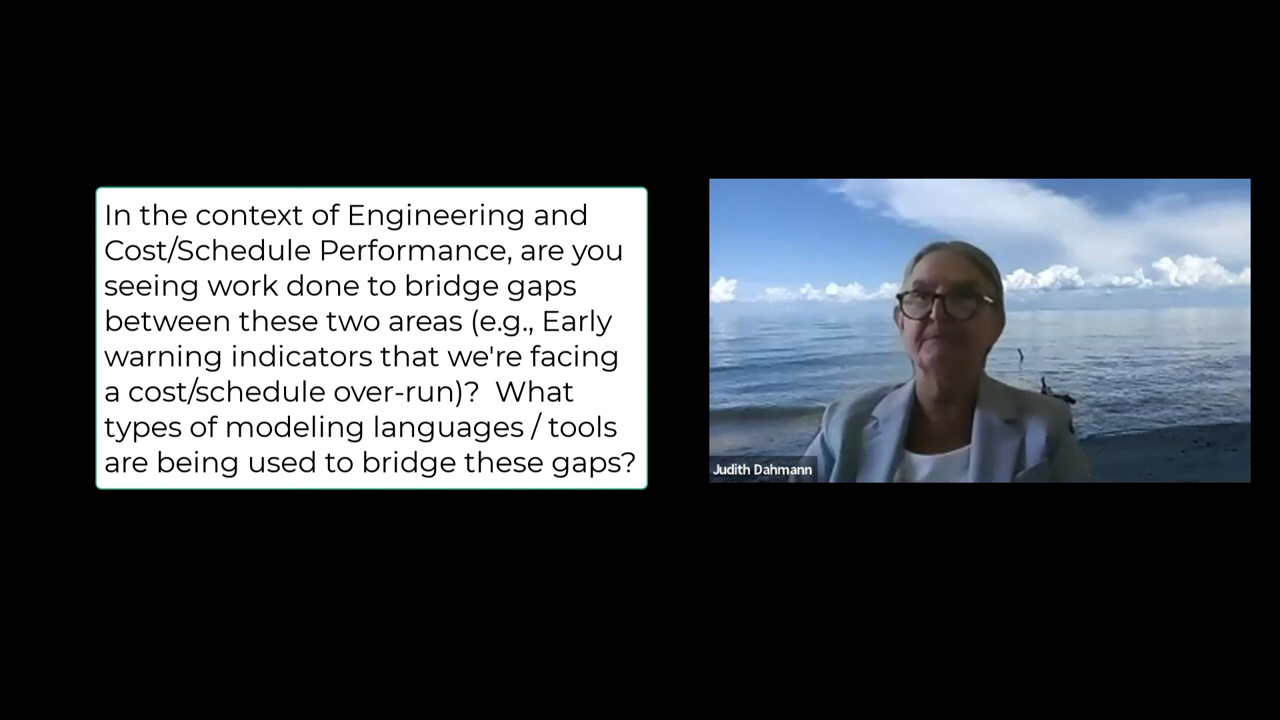 In the context of Engineering and
Cost/Schedule Performance, are you
seeing work done to bridge gaps
between these two areas (e.g., Early
warning indicators that we're facing
a cost/schedule over-run)?  What
types of modeling languages / tools
are being used to bridge these gaps?
Judith Dahmann